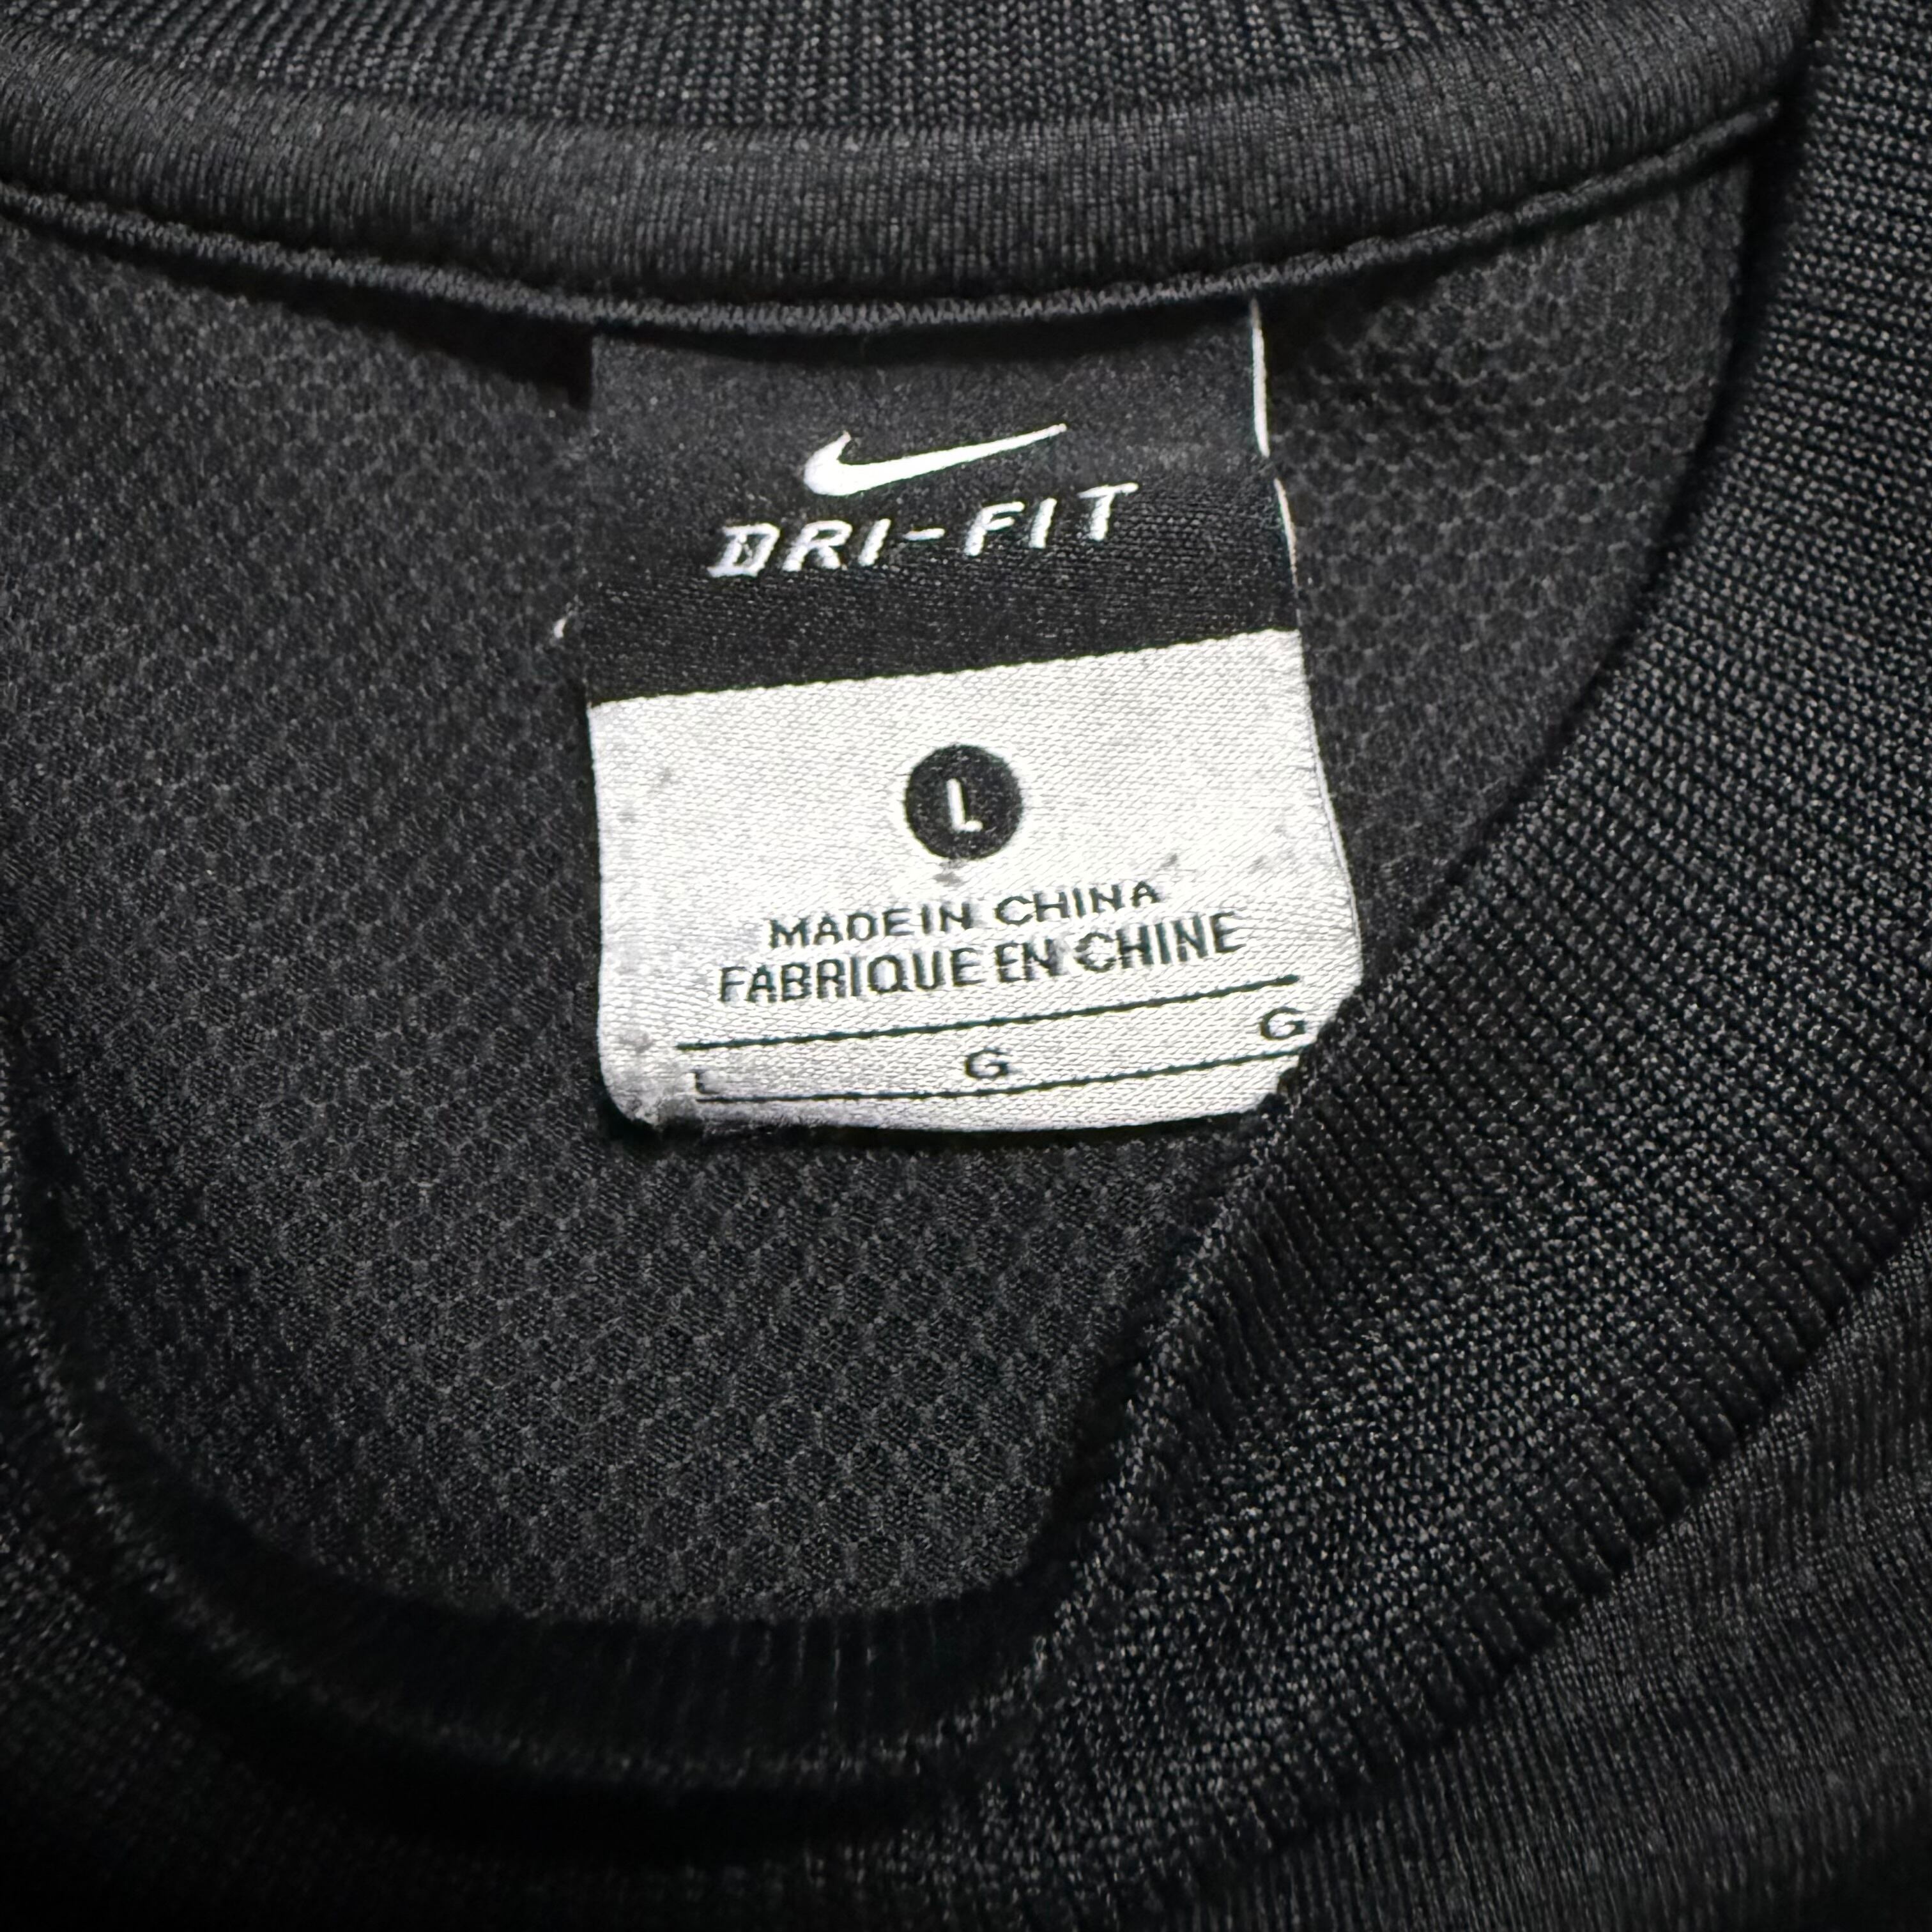 DRI-FIT
L
MADE IN CHINA
FABRIQUE EN CHINE
L G G